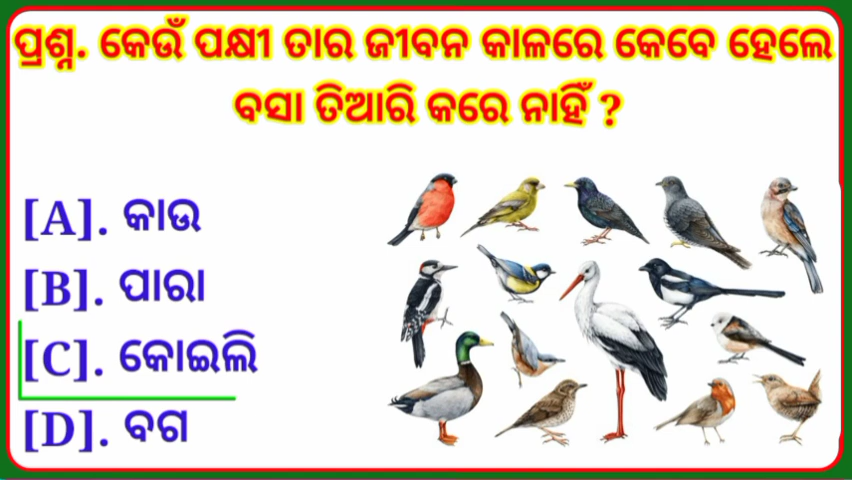 ପ୍ରଶ୍ନ. କେଉଁ ପକ୍ଷୀ ତାର ଜୀବନ କାଳରେ କେବେ ହେଲେ
ବସା ତିଆରି କରେ ନାହିଁ ?
[A]. କାଉ
[B]. ପାରା
[C]. କୋଇଲି
[D]. ବଗ